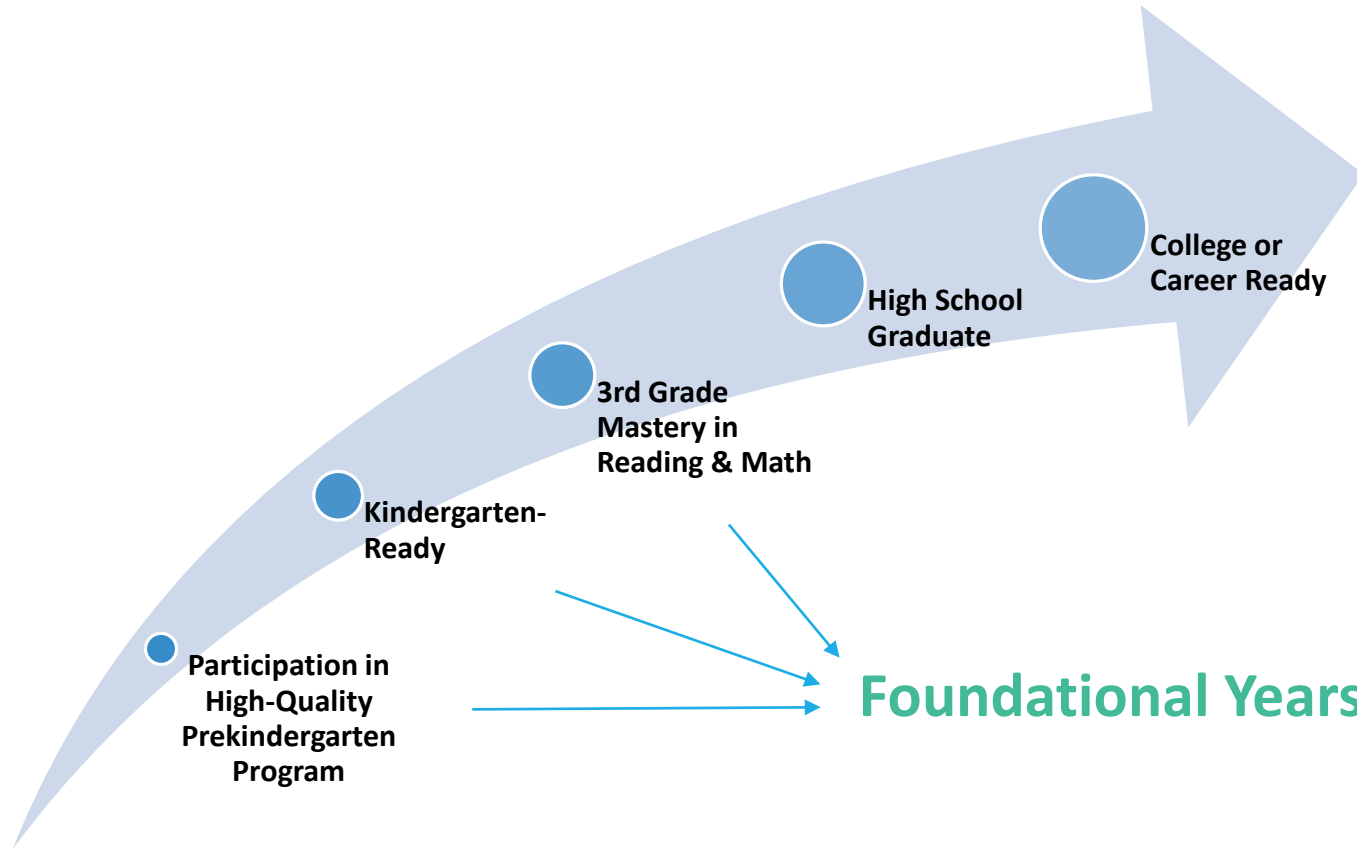 College or
Career Ready
High School
Graduate
3rd Grade
Mastery in
Reading & Math
Kindergarten-
Ready
Participation in
High-Quality
Prekindergarten
Program
Foundational Years